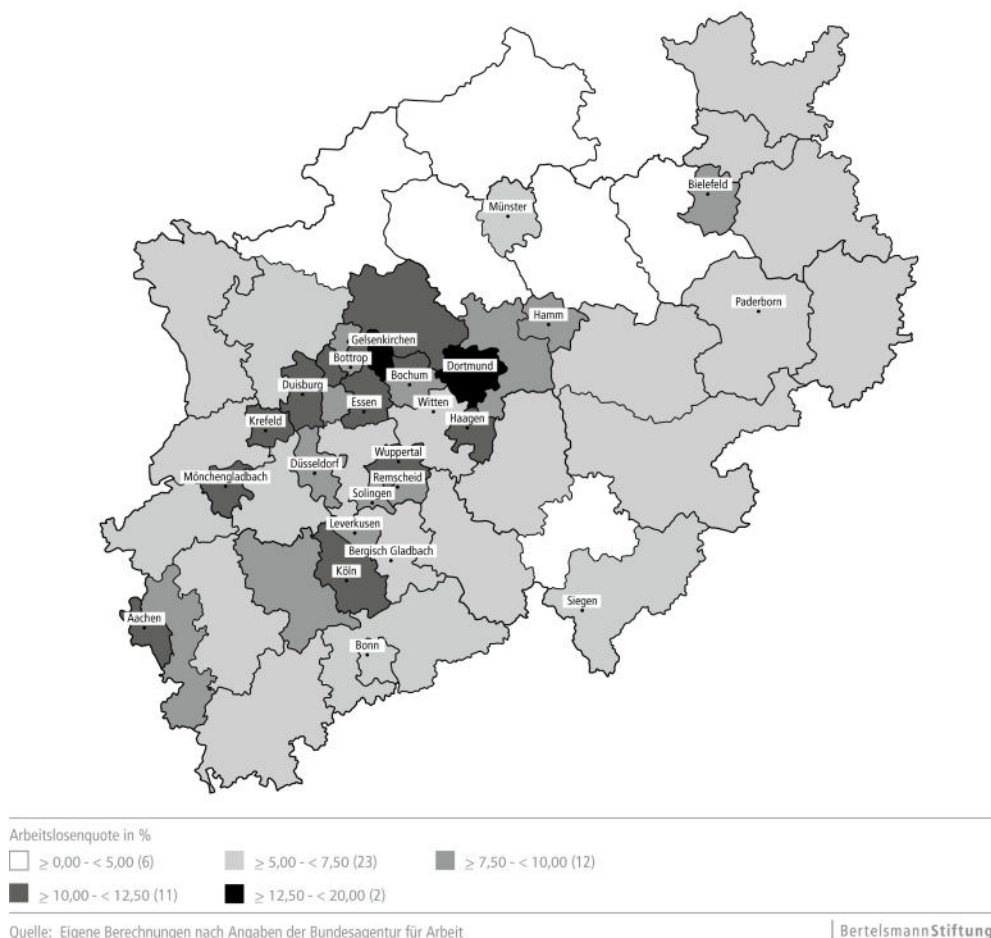 Bielefeld
Münster
Paderborn
Hamm
Gelsenkirchen
Bottrop
Dortmund
Bochum
Duisburg
Essen
Witten
Krefeld
Haagen
Wuppertal
Düsseldorf
Mönchengladbach
Remscheid
Solingen
Leverkusen
Bergisch Gladbach
Köln
Siegen
Aachen
Bonn
Arbeitslosenquote in %
≥ 0,00 - < 5,00 (6) ≥ 5,00 - < 7,50 (23) ≥ 7,50 - < 10,00 (12)
≥ 10,00 - < 12,50 (11) ≥ 12,50 - < 20,00 (2)
Quelle: Eigene Berechnungen nach Angaben der Bundesagentur für Arbeit
BertelsmannStiftung